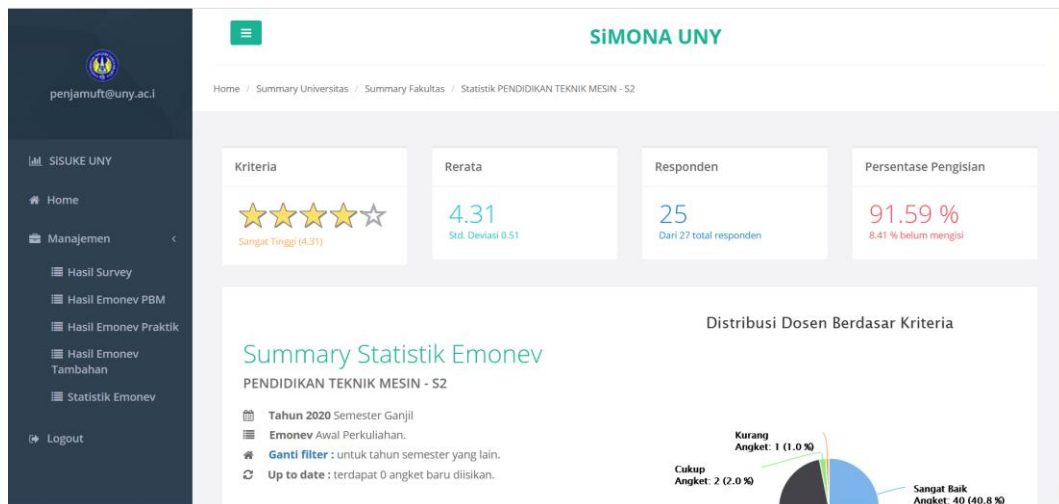 SiMONA UNY
penjamuft@uny.ac.i
Home / Summary Universitas / Summary Fakultas / Statistik PENDIDIKAN TEKNIK MESIN - S2
SISUKE UNY
Home
Manajemen
Hasil Survey
Hasil Emonev PBM
Hasil Emonev Praktik
Hasil Emonev
Tambahan
Statistik Emonev
Logout
Kriteria
Sangat Tinggi (4.31)
Rerata
4.31
Std. Deviasi 0.51
Responden
25
Dari 27 total responden
Persentase Pengisian
91.59 %
8.41 % belum mengisi
Summary Statistik Emonev
PENDIDIKAN TEKNIK MESIN - S2
Tahun 2020 Semester Ganjil
Emonev Awal Perkuliahan.
Ganti filter : untuk tahun semester yang lain.
Up to date : terdapat 0 angket baru diisikan.
Distribusi Dosen Berdasar Kriteria
Kurang
Angket: 1 (1.0 %)
Cukup
Angket: 2 (2.0 %)
Sangat Baik
Angket: 40 (40.8 %)